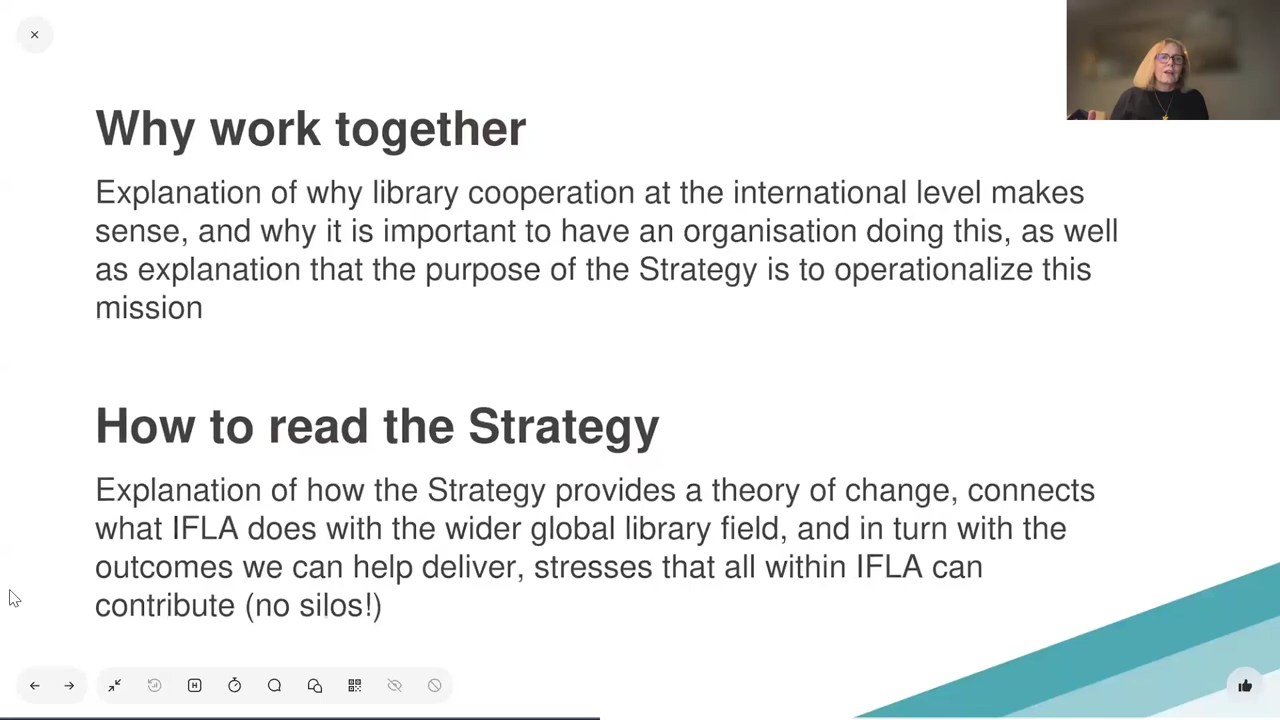 Why work together
Explanation of why library cooperation at the international level makes
sense, and why it is important to have an organisation doing this, as well
as explanation that the purpose of the Strategy is to operationalize this
mission
How to read the Strategy
Explanation of how the Strategy provides a theory of change, connects
what IFLA does with the wider global library field, and in turn with the
outcomes we can help deliver, stresses that all within IFLA can
contribute (no silos!)
H